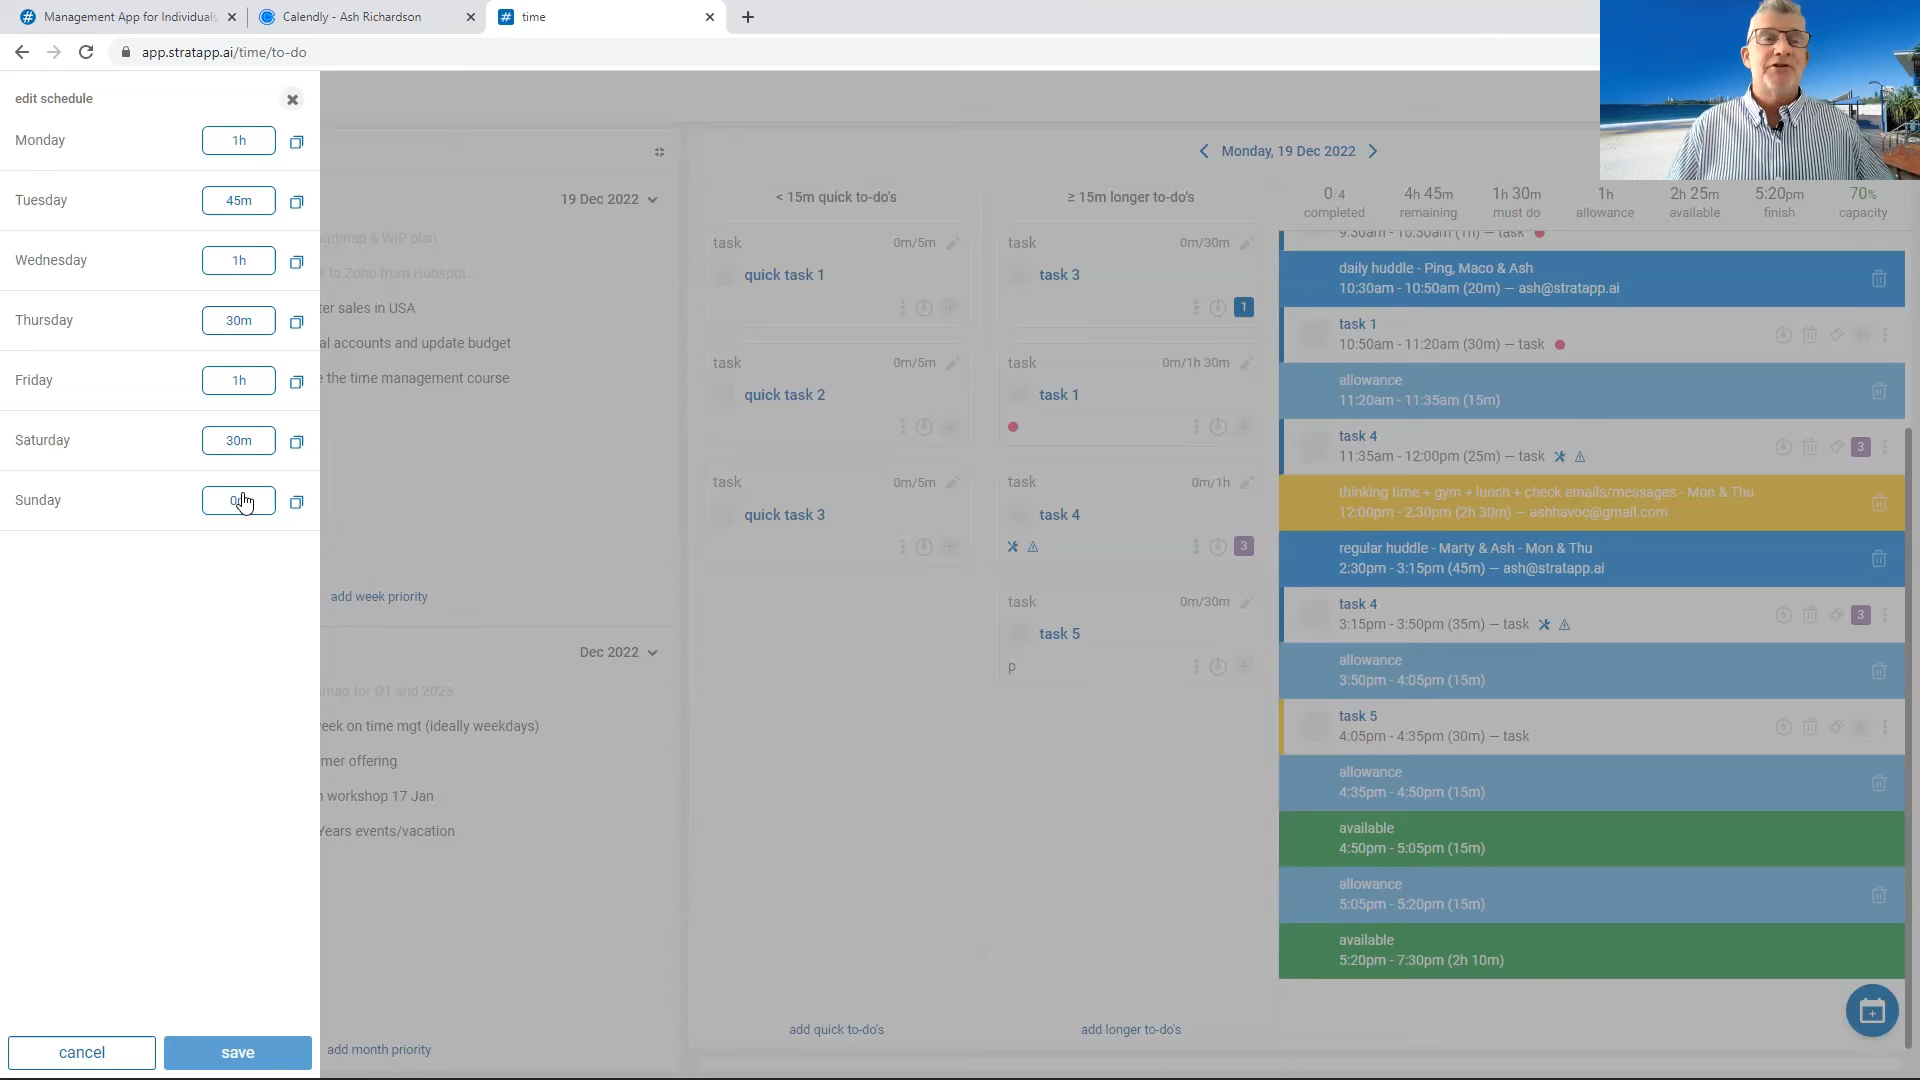 Management App for Individuals,
Calendly - Ash Richardson
time
app.stratapp.ai/time/to-do
edit schedule
Monday
1h
Tuesday
45m
Wednesday
1h
Thursday
30m
Friday
1h
Saturday
30m
Sunday
cancel
save
19 Dec 2022
admap & WIP plan
to Zoho from Hubspot
ter sales in USA
al accounts and update budget
e the time management course
add week priority
Dec 2022
map for Q1 and 2023
eek on time mgt (ideally weekdays)
mer offering
workshop 17 Jan
Years events/vacation
add month priority
Monday, 19 Dec 2022
< 15m quick to-do's
task
0m/5m
quick task 1
task
0m/5m
quick task 2
task
0m/5m
quick task 3
add quick to-do's
≥ 15m longer to-do's
task
0m/30m
task 3
1
task
0m/1h 30m
task 1
task
0m/1h
task 4
3
task
0m/30m
task 5
p
add longer to-do's
0/4
completed
4h 45m
remaining
1h 30m
must do
1h
allowance
2h 25m
available
5:20pm
finish
70%
capacity
9:30am - 10:30am (1h) — task
daily huddle - Ping, Maco & Ash
10:30am - 10:50am (20m) — ash@stratapp.ai
task 1
10:50am - 11:20am (30m) — task
allowance
11:20am - 11:35am (15m)
task 4
11:35am - 12:00pm (25m) — task
3
thinking time + gym + lunch + check emails/messages - Mon & Thu
12:00pm - 2:30pm (2h 30m) — ashhavoc@gmail.com
regular huddle - Marty & Ash - Mon & Thu
2:30pm - 3:15pm (45m) — ash@stratapp.ai
task 4
3:15pm - 3:50pm (35m) — task
3
allowance
3:50pm - 4:05pm (15m)
task 5
4:05pm - 4:35pm (30m) — task
allowance
4:35pm - 4:50pm (15m)
available
4:50pm - 5:05pm (15m)
allowance
5:05pm - 5:20pm (15m)
available
5:20pm - 7:30pm (2h 10m)